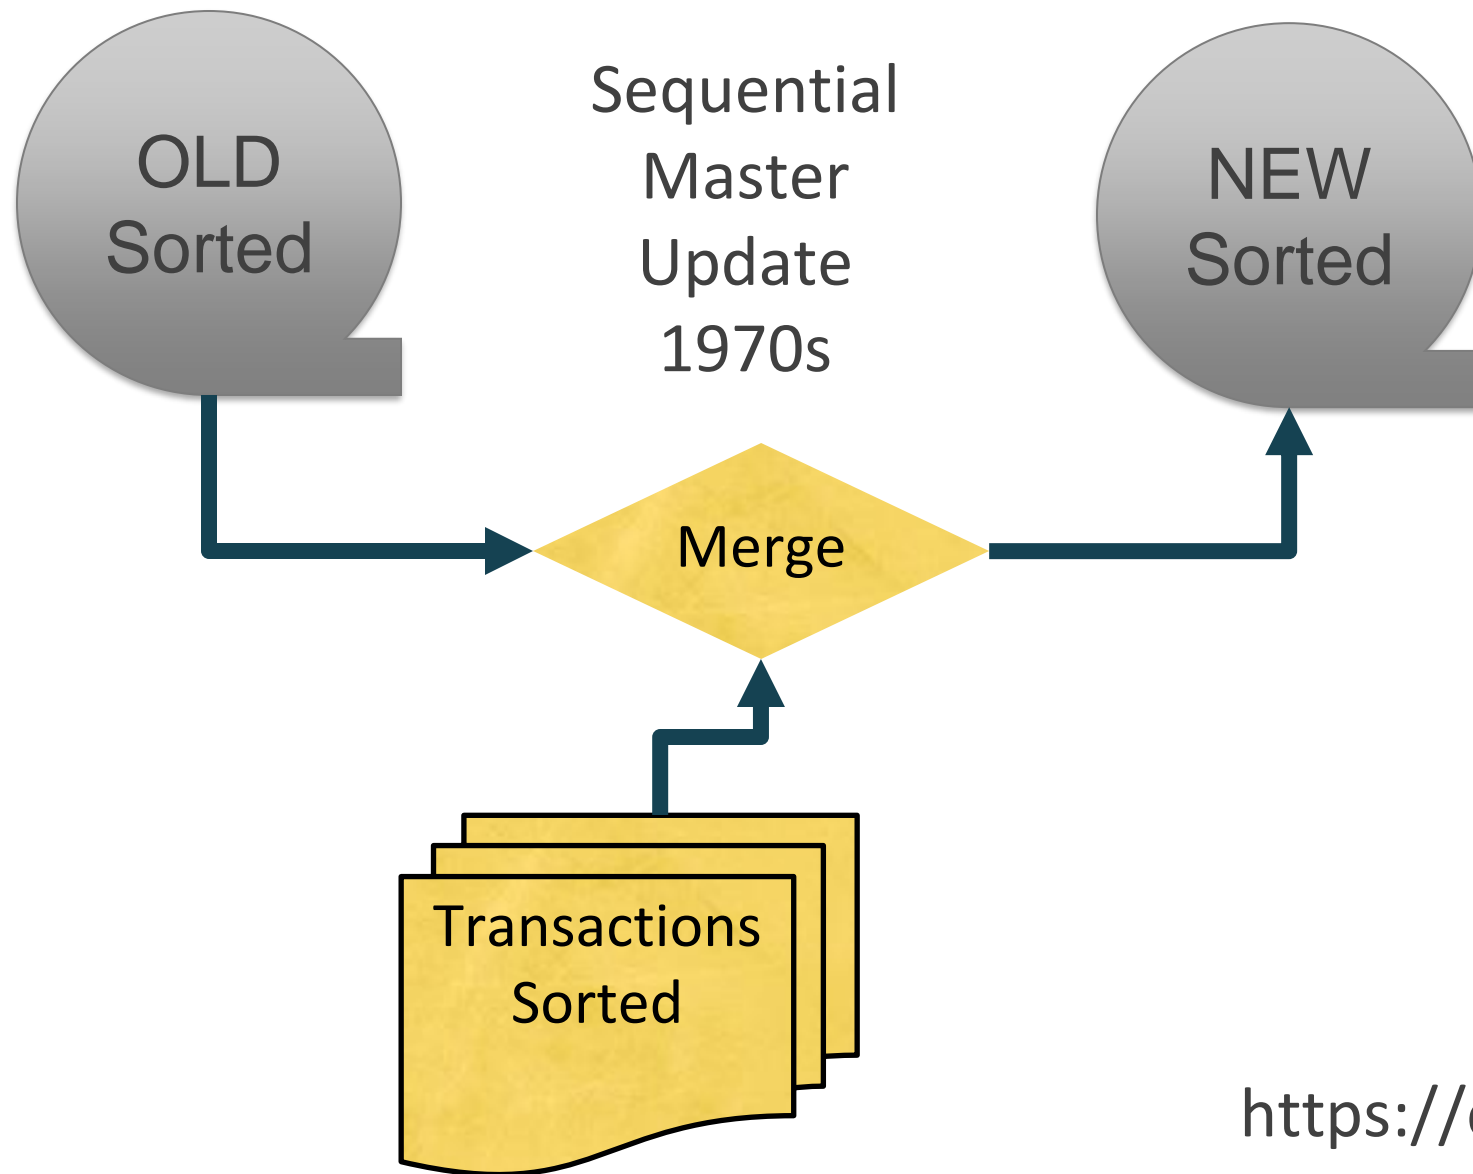 OLD
Sorted
Sequential
Master
Update
1970s
NEW
Sorted
Merge
Transactions
Sorted
https://